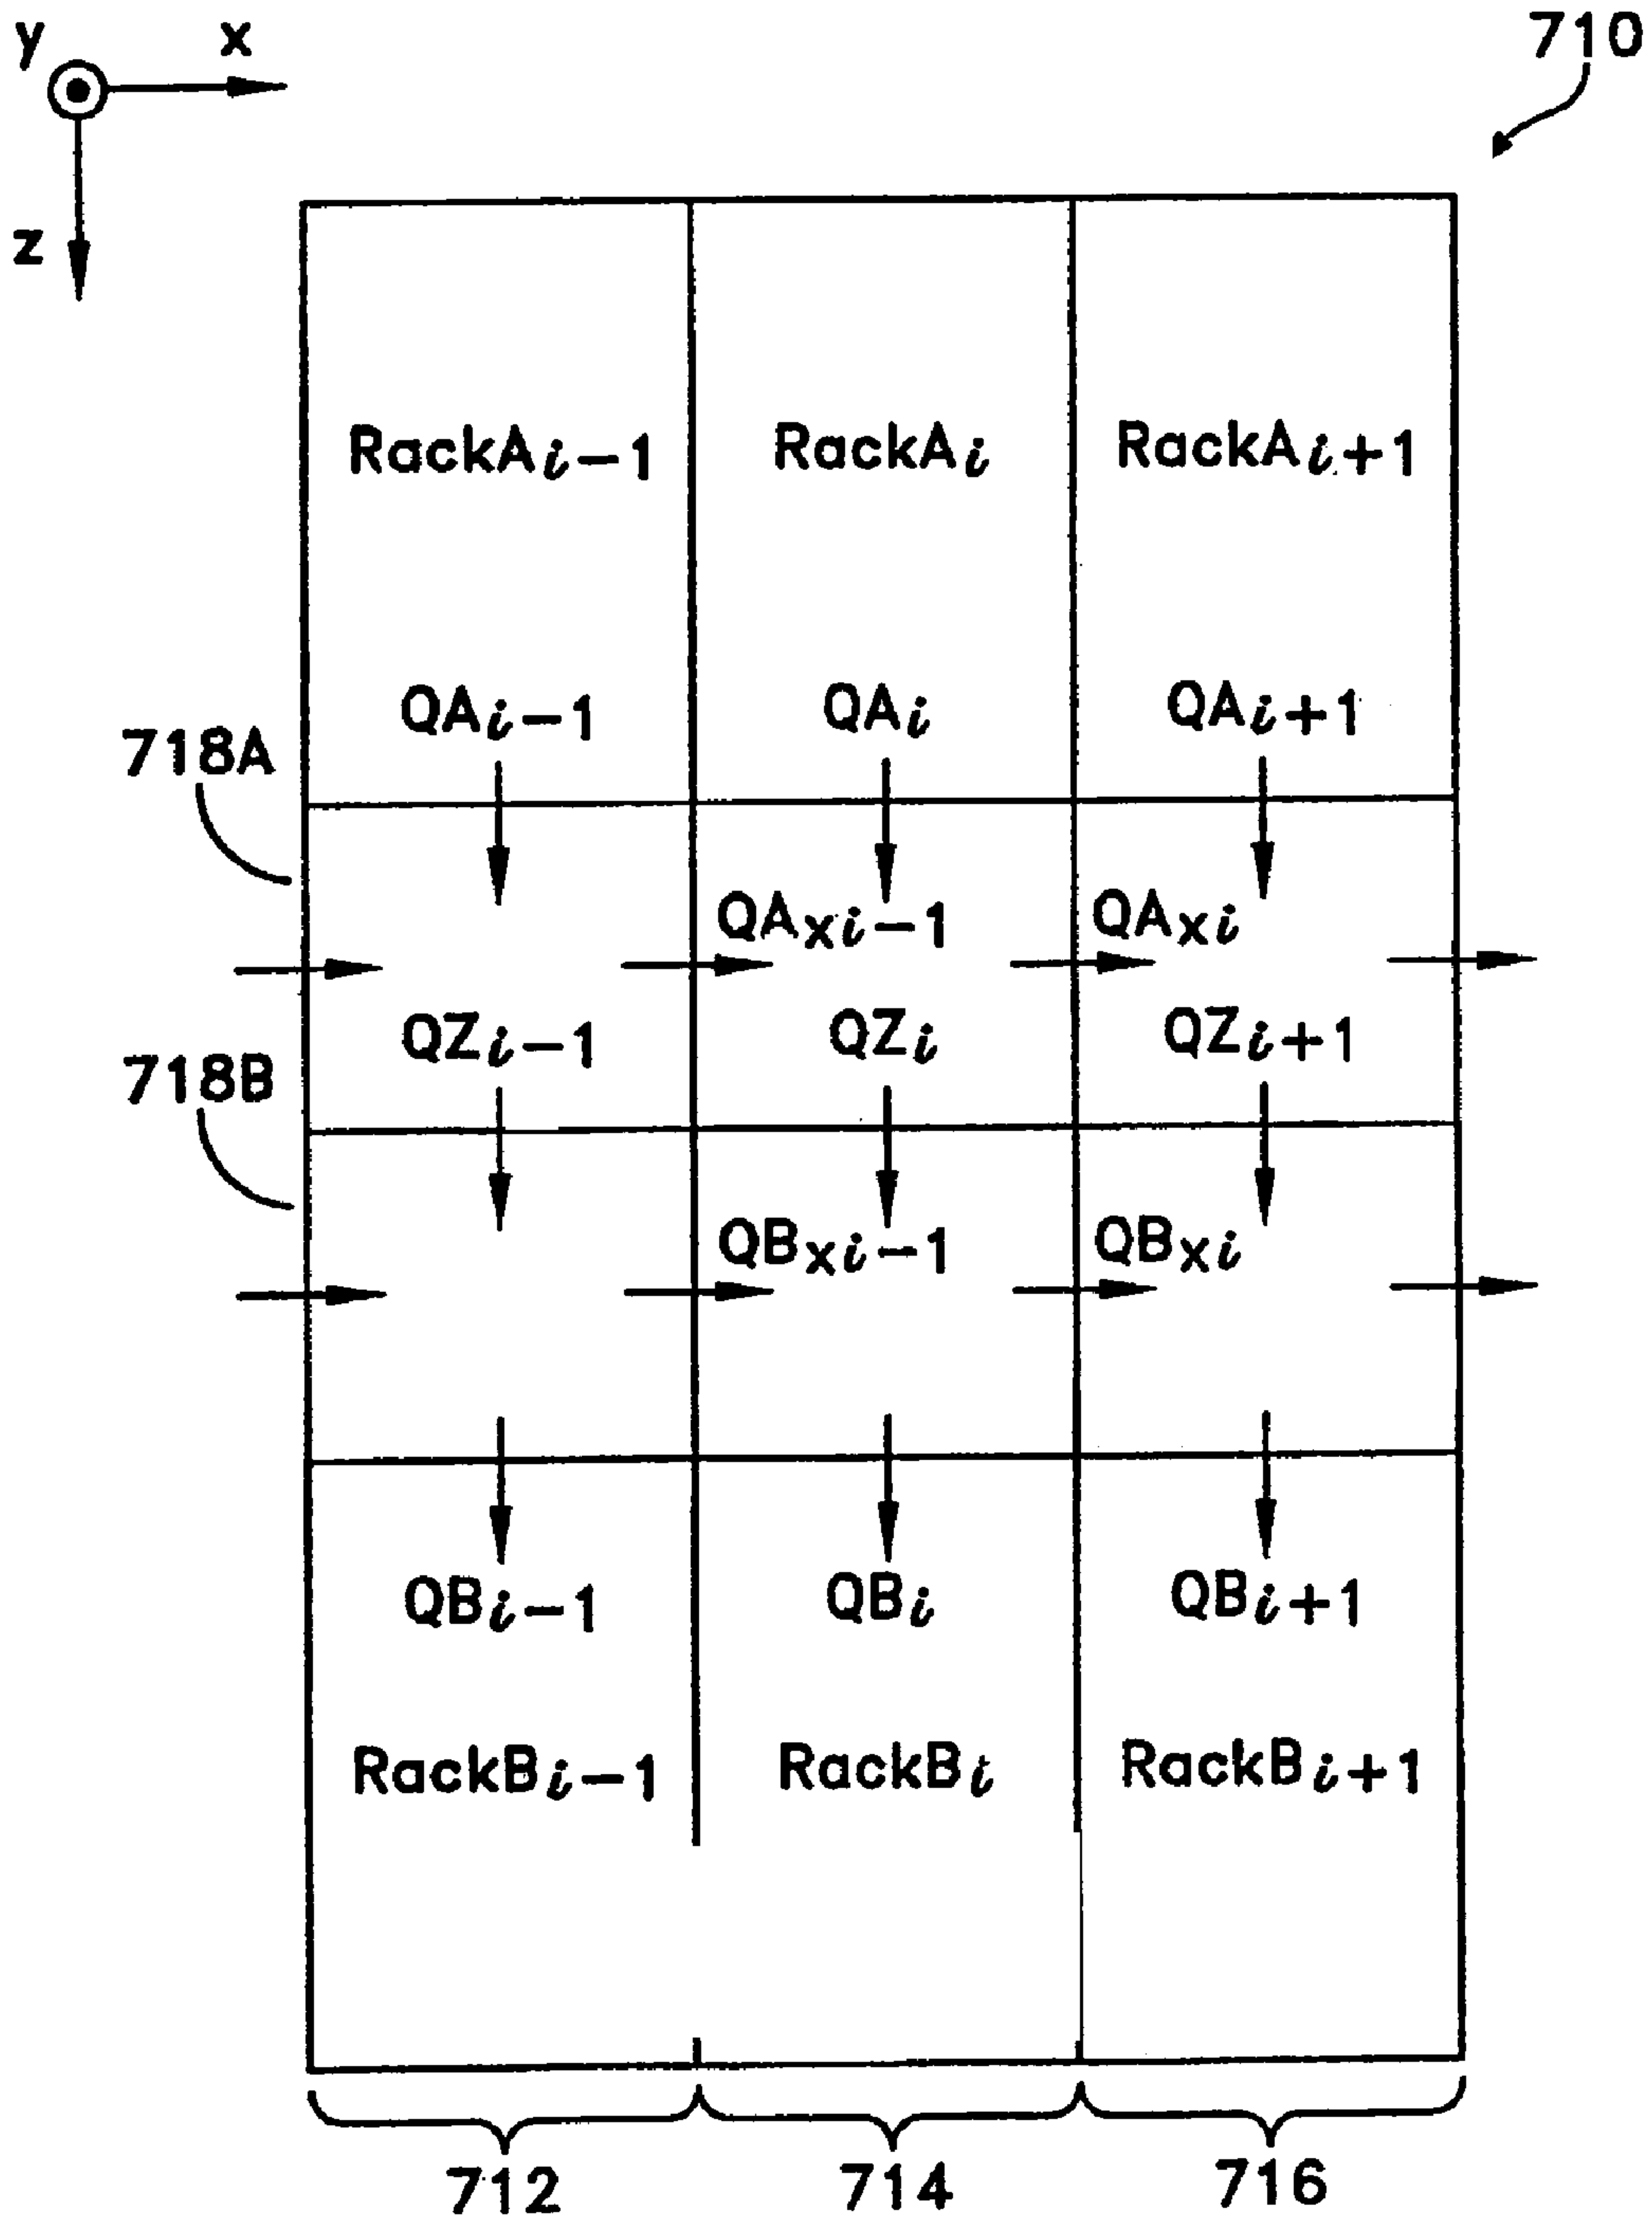 y x 710
z
RackAi−1 RackAi RackAi+1
QAi−1 QAi QAi+1
718A
QAxi−1 QAxi
QZi−1 QZi QZi+1
718B
QBxi−1 QBxi
QBi−1 QBi QBi+1
RackBi−1 RackBi RackBi+1
712 714 716